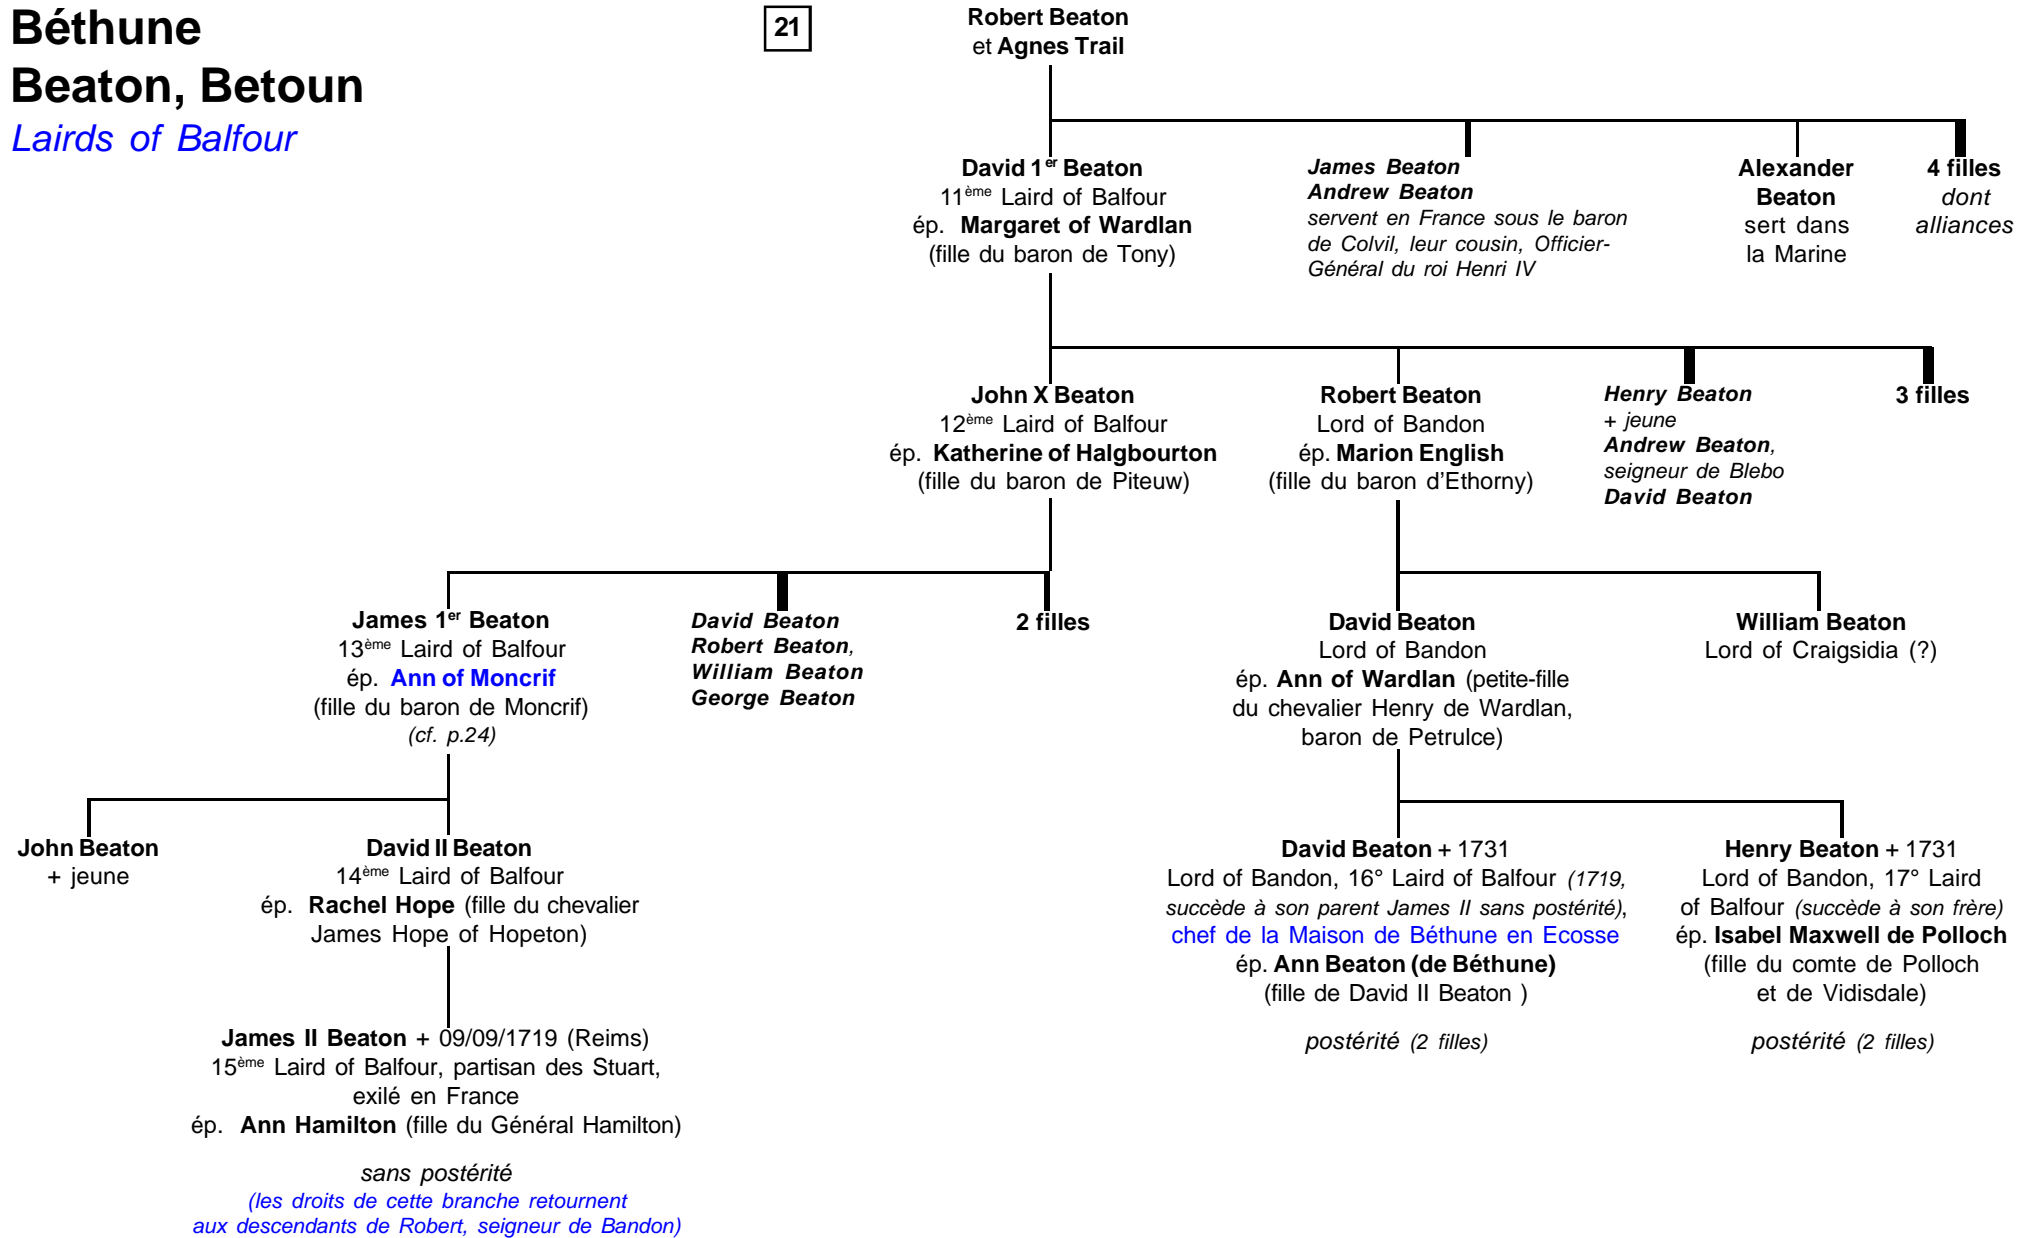 Béthune
Beaton, Betoun
Lairds of Balfour
21
Robert Beaton
et Agnes Trail
David 1er Beaton
11ème Laird of Balfour
ép. Margaret of Wardlan
(fille du baron de Tony)
James Beaton
Andrew Beaton
servent en France sous le baron
de Colvil, leur cousin, Officier-
Général du roi Henri IV
Alexander
Beaton
sert dans
la Marine
4 filles
dont
alliances
John X Beaton
12ème Laird of Balfour
ép. Katherine of Halgbourton
(fille du baron de Piteuw)
Robert Beaton
Lord of Bandon
ép. Marion English
(fille du baron d'Ethorny)
Henry Beaton
+ jeune
Andrew Beaton,
seigneur de Blebo
David Beaton
3 filles
James 1er Beaton
13ème Laird of Balfour
ép. Ann of Moncrif
(fille du baron de Moncrif)
(cf. p.24)
David Beaton
Robert Beaton,
William Beaton
George Beaton
2 filles
David Beaton
Lord of Bandon
ép. Ann of Wardlan (petite-fille
du chevalier Henry de Wardlan,
baron de Petrulce)
William Beaton
Lord of Craigsidia (?)
John Beaton
+ jeune
David II Beaton
14ème Laird of Balfour
ép. Rachel Hope (fille du chevalier
James Hope of Hopeton)
David Beaton + 1731
Lord of Bandon, 16° Laird of Balfour (1719,
succède à son parent James II sans postérité),
chef de la Maison de Béthune en Ecosse
ép. Ann Beaton (de Béthune)
(fille de David II Beaton )
postérité (2 filles)
Henry Beaton + 1731
Lord of Bandon, 17° Laird
of Balfour (succède à son frère)
ép. Isabel Maxwell de Polloch
(fille du comte de Polloch
et de Vidisdale)
postérité (2 filles)
James II Beaton + 09/09/1719 (Reims)
15ème Laird of Balfour, partisan des Stuart,
exilé en France
ép. Ann Hamilton (fille du Général Hamilton)
sans postérité
(les droits de cette branche retournent
aux descendants de Robert, seigneur de Bandon)